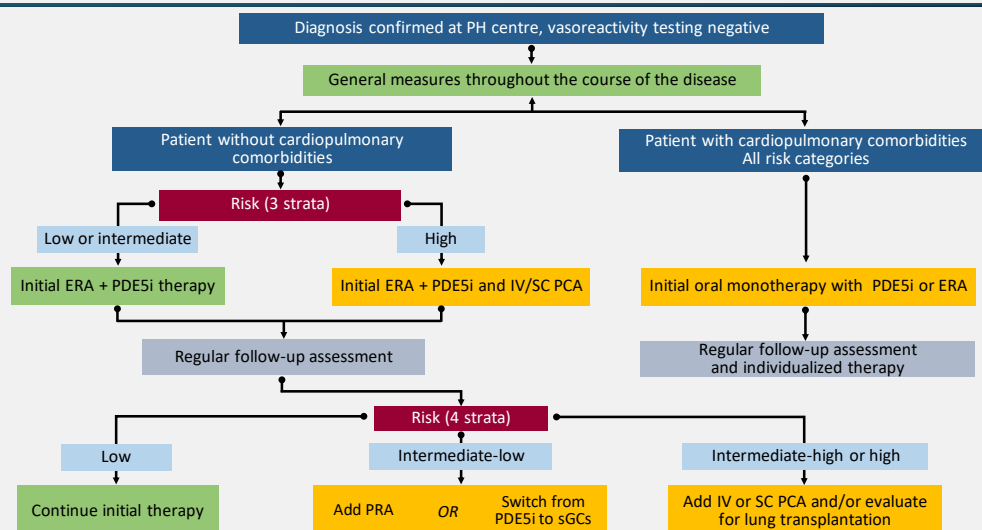 Diagnosis confirmed at PH centre, vasoreactivity testing negative
General measures throughout the course of the disease
Patient without cardiopulmonary
comorbidities
Patient with cardiopulmonary comorbidities
All risk categories
Risk (3 strata)
Low or intermediate
High
Initial ERA + PDE5i therapy
Initial ERA + PDE5i and IV/SC PCA
Initial oral monotherapy with PDE5i or ERA
Regular follow-up assessment
Regular follow-up assessment
and individualized therapy
Risk (4 strata)
Low
Intermediate-low
Intermediate-high or high
Continue initial therapy
Add PRA
OR
Switch from
PDE5i to sGCs
Add IV or SC PCA and/or evaluate
for lung transplantation